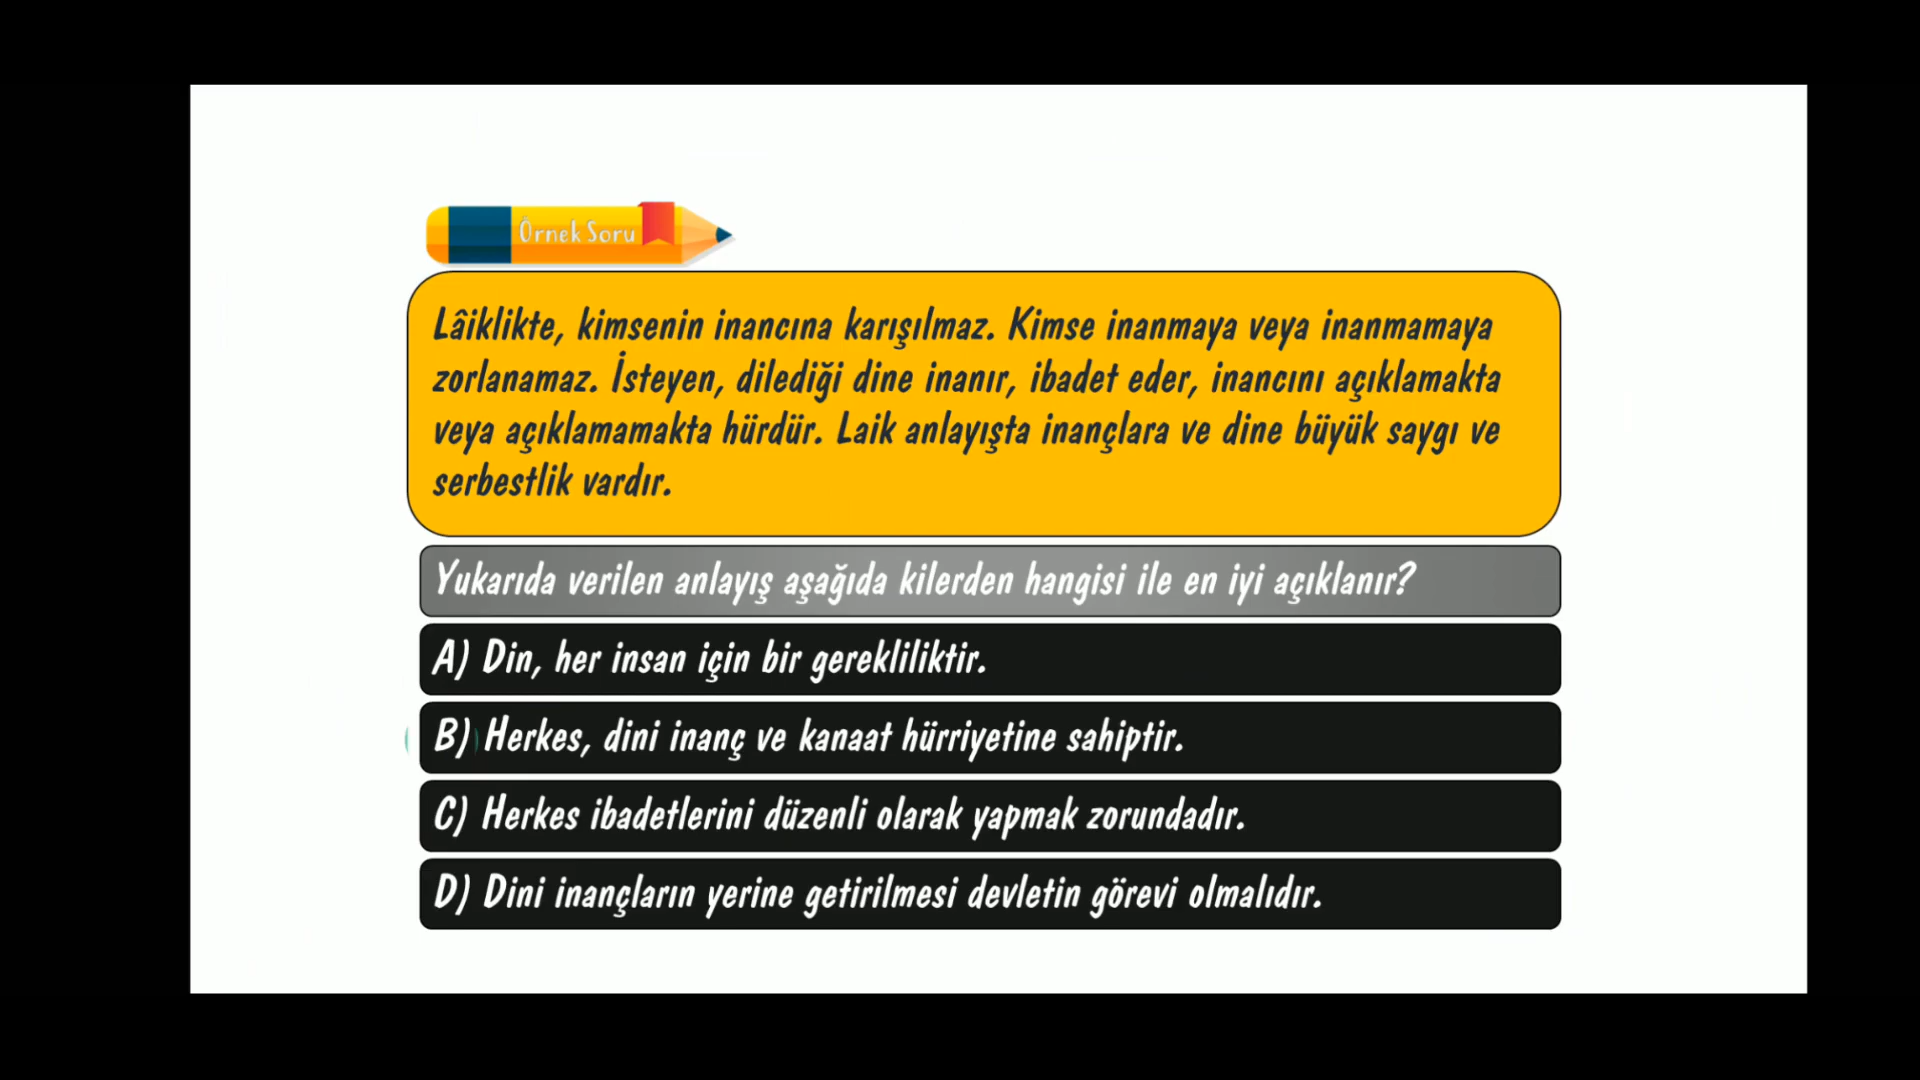 Örnek Soru
Lâiklikte, kimsenin inancına karışılmaz. Kimse inanmaya veya inanmamaya
zorlanamaz. İsteyen, dilediği dine inanır, ibadet eder, inancını açıklamakta
veya açıklamamakta hürdür. Laik anlayışta inançlara ve dine büyük saygı ve
serbestlik vardır.
Yukarıda verilen anlayış aşağıda kilerden hangisi ile en iyi açıklanır?
A) Din, her insan için bir gerekliliktir.
B) Herkes, dini inanç ve kanaat hürriyetine sahiptir.
C) Herkes ibadetlerini düzenli olarak yapmak zorundadır.
D) Dini inançların yerine getirilmesi devletin görevi olmalıdır.